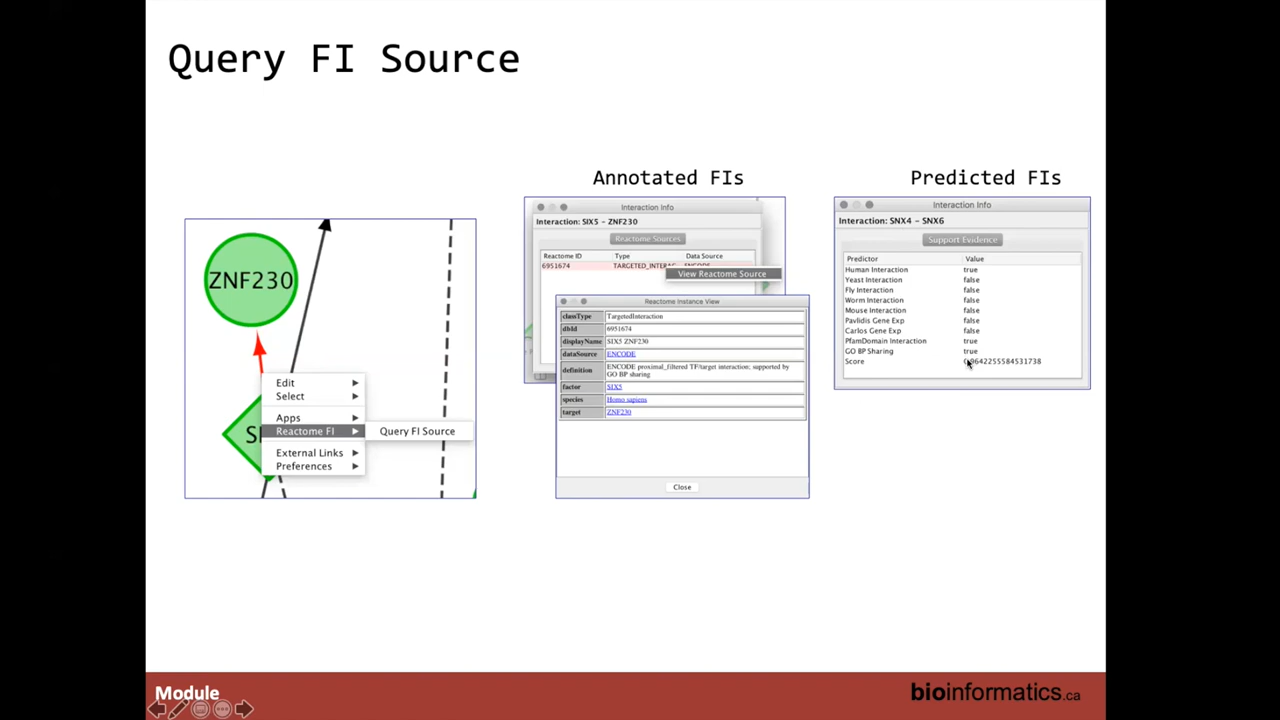 Query FI Source
Annotated FIs
Predicted FIs
ZNF230
Edit
Select
Apps
Reactome FI
Query FI Source
External Links
Preferences
Interaction Info
Interaction: SIX5 - ZNF230
Reactome Sources
Reactome ID Type Data Source
6951674
View Reactome Source
Reactome Instance View
classType TargetedInteraction
dbId 6951674
displayName SIX5 ZNF230
dataSource ENCODE
definition ENCODE proximal_filtered TF/target interaction; supported by
GO BP sharing
factor SIX5
species Homo sapiens
target ZNF230
Close
Interaction Info
Interaction: SNX4 - SNX6
Support Evidence
Predictor Value
Human Interaction true
Yeast Interaction false
Fly Interaction false
Worm Interaction false
Mouse Interaction false
Pavlidis Gene Exp false
Carlos Gene Exp false
PfamDomain Interaction true
GO BP Sharing true
Score
Module
bioinformatics.ca